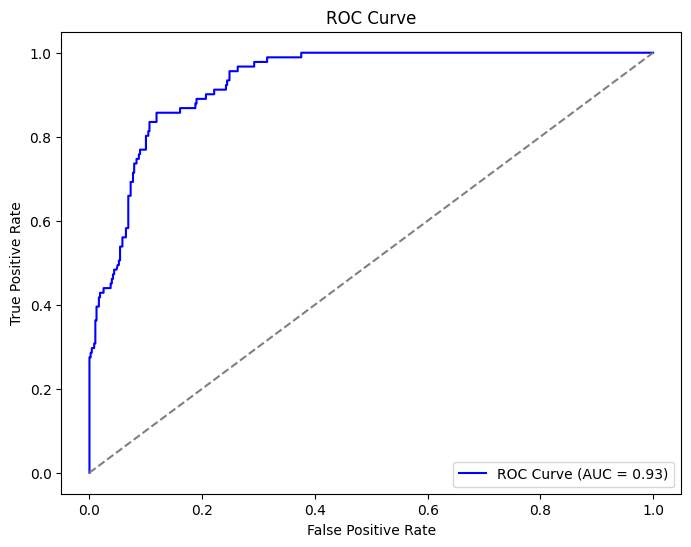 ROC Curve
1.0
0.8
0.6
0.4
0.2
0.0
True Positive Rate
ROC Curve (AUC = 0.93)
0.0 0.2 0.4 0.6 0.8 1.0
False Positive Rate